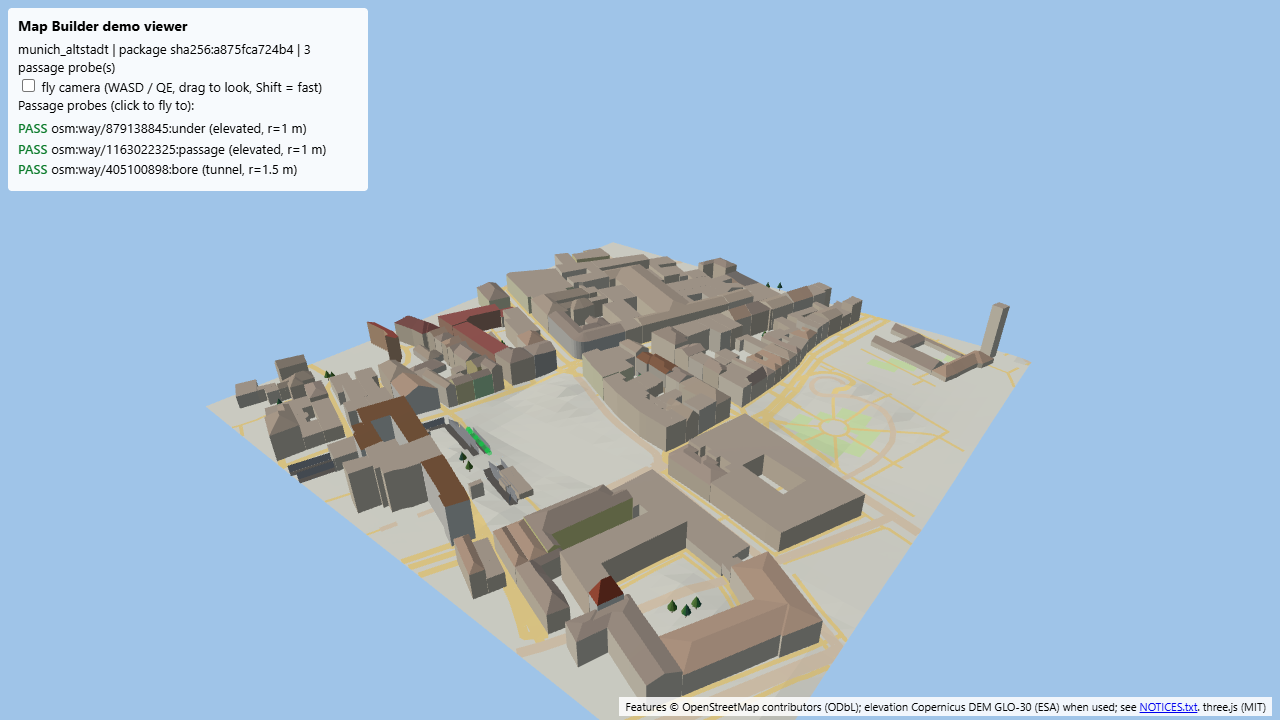 Map Builder demo viewer
munich_altstadt | package sha256:a875fca724b4 | 3
passage probe(s)
fly camera (WASD / QE, drag to look, Shift = fast)
Passage probes (click to fly to):
PASS osm:way/879138845:under (elevated, r=1 m)
PASS osm:way/1163022325:passage (elevated, r=1 m)
PASS osm:way/405100898:bore (tunnel, r=1.5 m)
Features © OpenStreetMap contributors (ODbL); elevation Copernicus DEM GLO-30 (ESA) when used; see NOTICES.txt. three.js (MIT)